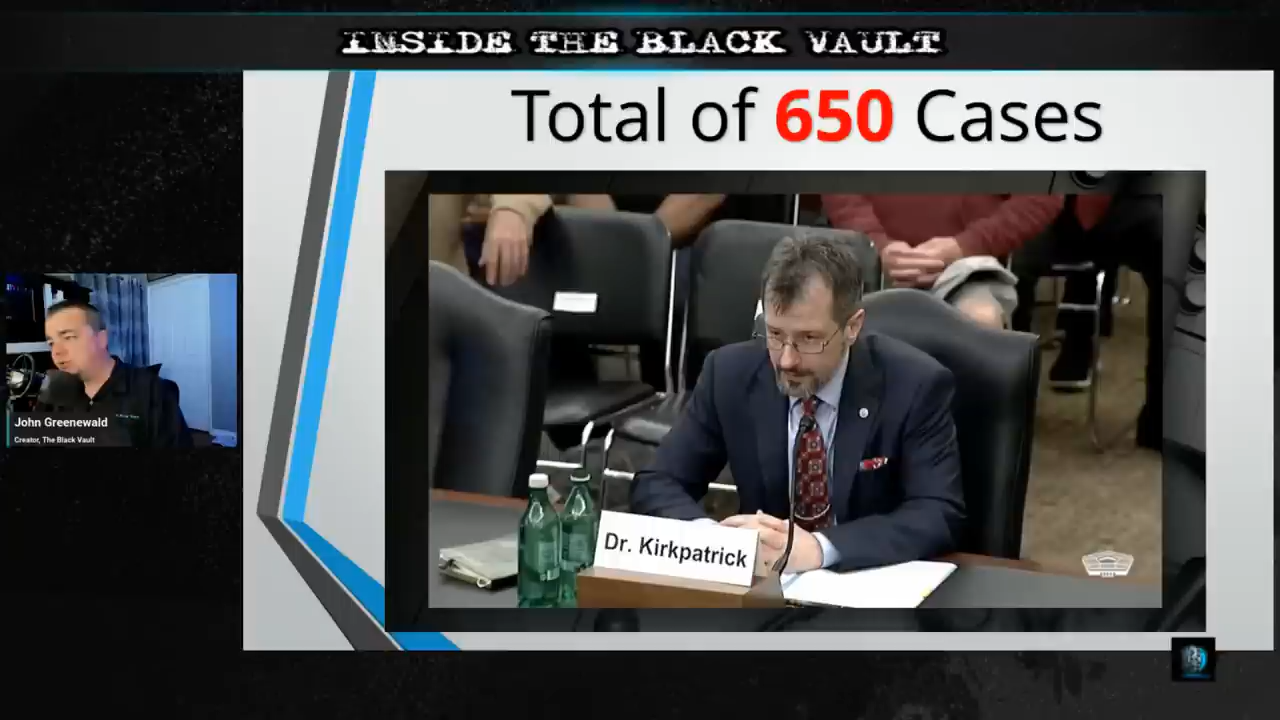 INSIDE THE BLACK VAULT
Total of 650 Cases
John Greenewald
Creator, The Black Vault
Dr. Kirkpatrick